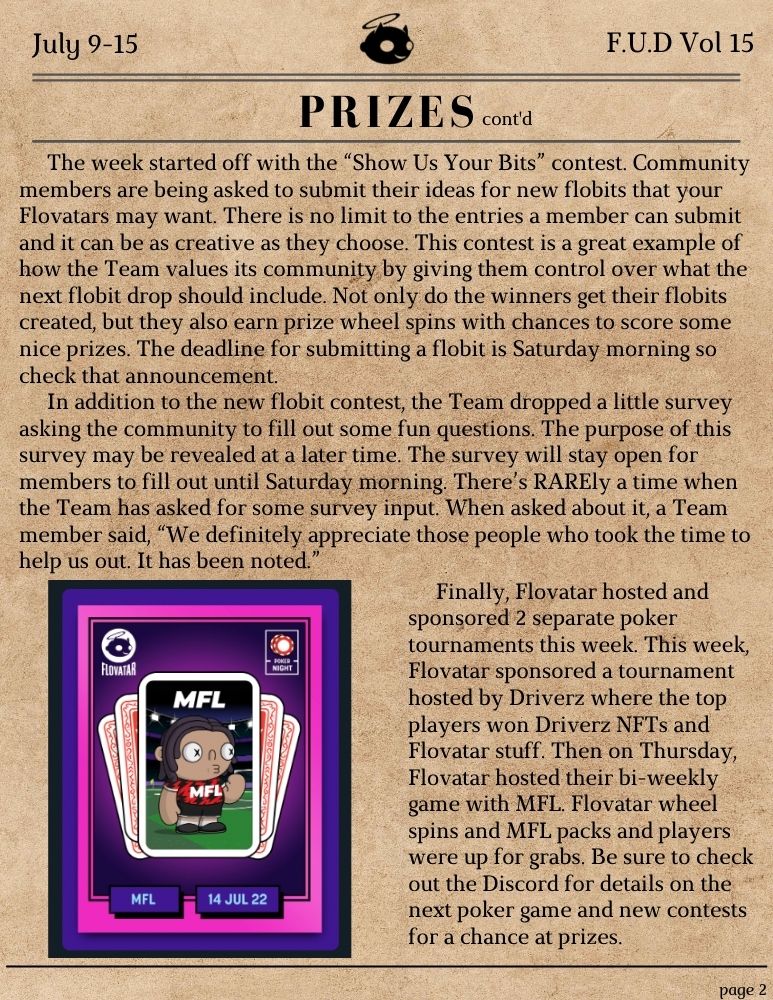 July 9-15
F.U.D Vol 15
PRIZES cont'd
The week started off with the “Show Us Your Bits” contest. Community
members are being asked to submit their ideas for new flobits that your
Flovatars may want. There is no limit to the entries a member can submit
and it can be as creative as they choose. This contest is a great example of
how the Team values its community by giving them control over what the
next flobit drop should include. Not only do the winners get their flobits
created, but they also earn prize wheel spins with chances to score some
nice prizes. The deadline for submitting a flobit is Saturday morning so
check that announcement.
In addition to the new flobit contest, the Team dropped a little survey
asking the community to fill out some fun questions. The purpose of this
survey may be revealed at a later time. The survey will stay open for
members to fill out until Saturday morning. There’s RAREly a time when
the Team has asked for some survey input. When asked about it, a Team
member said, “We definitely appreciate those people who took the time to
help us out. It has been noted.”
FLOVATAR
POKER
NIGHT
MFL
MFL
MFL
14 JUL 22
Finally, Flovatar hosted and
sponsored 2 separate poker
tournaments this week. This week,
Flovatar sponsored a tournament
hosted by Driverz where the top
players won Driverz NFTs and
Flovatar stuff. Then on Thursday,
Flovatar hosted their bi-weekly
game with MFL. Flovatar wheel
spins and MFL packs and players
were up for grabs. Be sure to check
out the Discord for details on the
next poker game and new contests
for a chance at prizes.
page 2